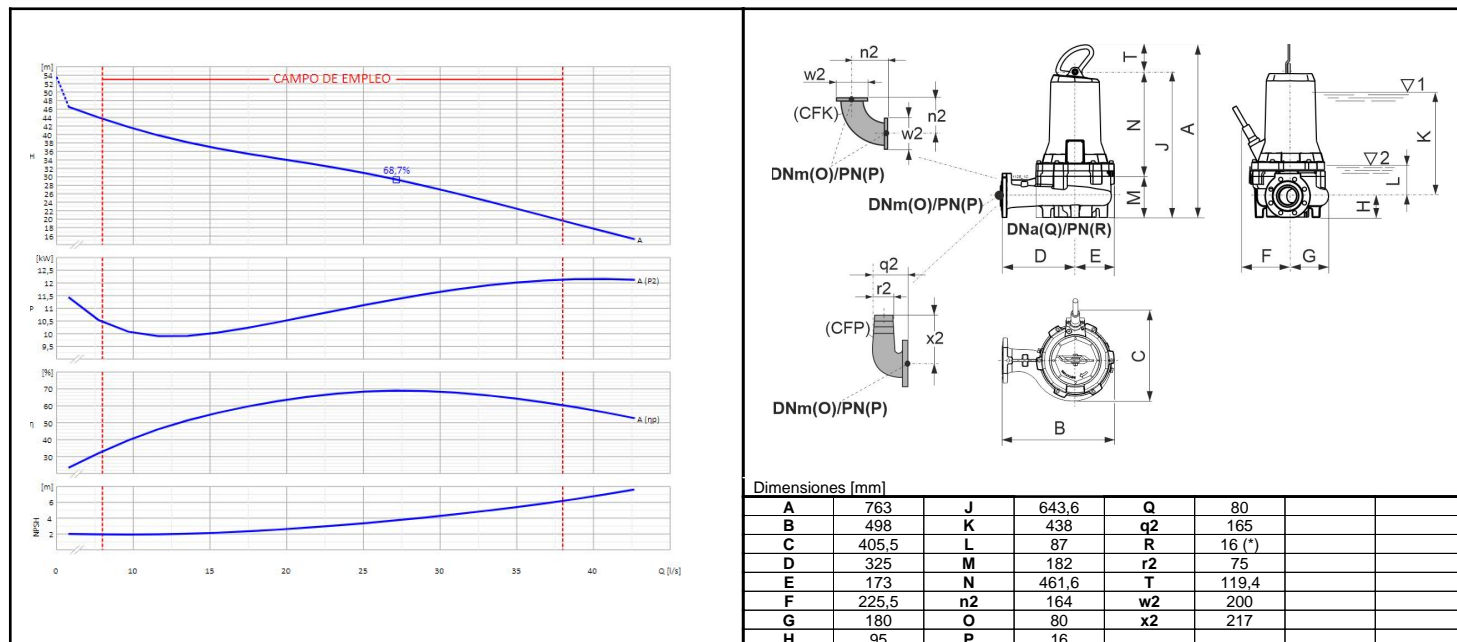 [m]
54
52
50
48
46
44
42
40
38
36
34
32
30
28
26
24
22
20
18
16
H
CAMPO DE EMPLEO
68,7%
A
[kW]
12,5
12
11,5
11
10,5
10
9,5
P
A (P2)
[%]
70
60
50
40
30
η
A (ηp)
[m]
6
4
2
NPSH
0 5 10 15 20 25 30 35 40 Q [l/s]
n2
w2
(CFK)
n2
w2
DNm(O)/PN(P)
DNm(O)/PN(P)
DNa(Q)/PN(R)
T
N
J
A
M
D E
1
2
K
L
H
F G
q2
r2
(CFP)
x2
DNm(O)/PN(P)
C
B
Dimensiones [mm]
A 763 J 643,6 Q 80
B 498 K 438 q2 165
C 405,5 L 87 R 16 (*)
D 325 M 182 r2 75
E 173 N 461,6 T 119,4
F 225,5 n2 164 w2 200
G 180 O 80 x2 217
H 95 P 16